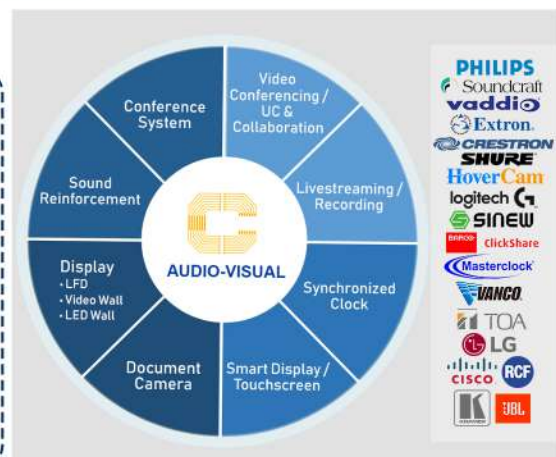 Conference
System
Video
Conferencing /
UC &
Collaboration
Sound
Reinforcement
Livestreaming /
Recording
AUDIO-VISUAL
Display
• LFD
• Video Wall
• LED Wall
Synchronized
Clock
Document
Camera
Smart Display /
Touchscreen
PHILIPS
Soundcraft
vaddio
Extron
CRESTRON
SHURE
HoverCam
logitech G
SINEW
BARCO ClickShare
Masterclock
VANCO
TOA
LG
CISCO RCF
K
KRAMER JBL